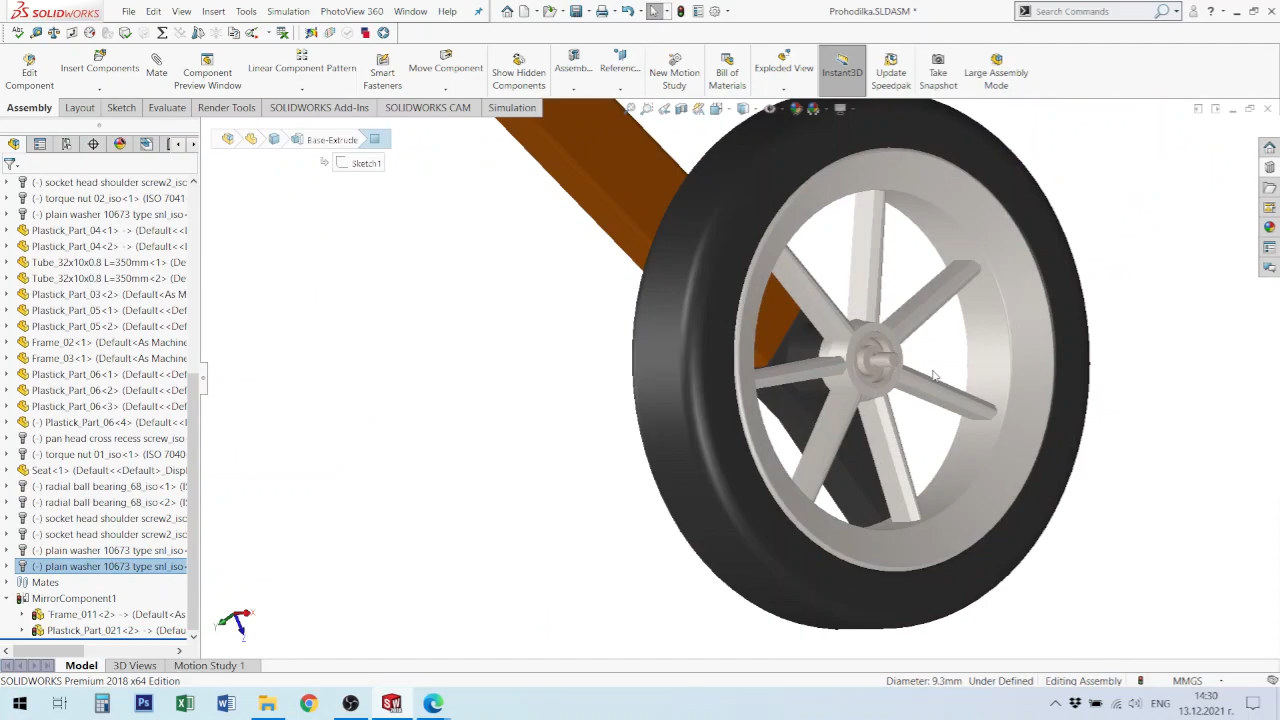 SOLIDWORKS File Edit View Insert Tools Simulation PhotoView 360 Window Help Prohodilka.SLDASM * Search Commands
Edit Component
Insert Components
Mate
Component Preview Window
Linear Component Pattern
Smart Fasteners
Move Component
Show Hidden Components
Assemb...
Referenc...
New Motion Study
Bill of Materials
Exploded View
Instant3D
Update Speedpak
Take Snapshot
Large Assembly Mode
Assembly Layout Sketch Evaluate Render Tools SOLIDWORKS Add-Ins SOLIDWORKS CAM Simulation
Base-Extrude
Sketch1
(-) socket head shoulder screw2_isc
(-) torque nut 02_iso<1> (ISO 7041
(-) plain washer 10673 type snl_iso
Plastick_Part_04<1> -> (Default<<I
Plastick_Part_04<2> -> (Default<<I
Tube_32x10x0.8 L=350mm<1> (De
Tube_32x10x0.8 L=350mm<2> (De
Plastick_Part_03<2> (Default<As M
Plastick_Part_05<1> (Default<<Def
Plastick_Part_05<2> (Default<<Def
Frame_02<1> (Default<As Machine
Frame_03<1> (Default<As Machine
Plastick_Part_06<1> (Default<<Def
Plastick_Part_06<2> (Default<<Def
Plastick_Part_06<3> (Default<<Def
(-) Plastick_Part_06<4> (Default<<
(-) pan head cross recess screw_iso
(-) torque nut 01_iso<1> (ISO 7040
Seat<1> (Default<<Default>_Displ
(-) radial ball bearing_68_iso<1> (IS
(-) radial ball bearing_68_iso<2> (IS
(-) socket head shoulder screw2_isc
(-) socket head shoulder screw2_isc
(-) plain washer 10673 type snl_iso
(-) plain washer 10673 type snl_iso
Mates
MirrorComponent1
Frame_011<2> -> (Default<As
Plastick_Part_021<2> -> (Defau
X
Y
Z
Model 3D Views Motion Study 1
SOLIDWORKS Premium 2018 x64 Edition Diameter: 9.3mm Under Defined Editing Assembly MMGS
ENG 14:30
13.12.2021 г.